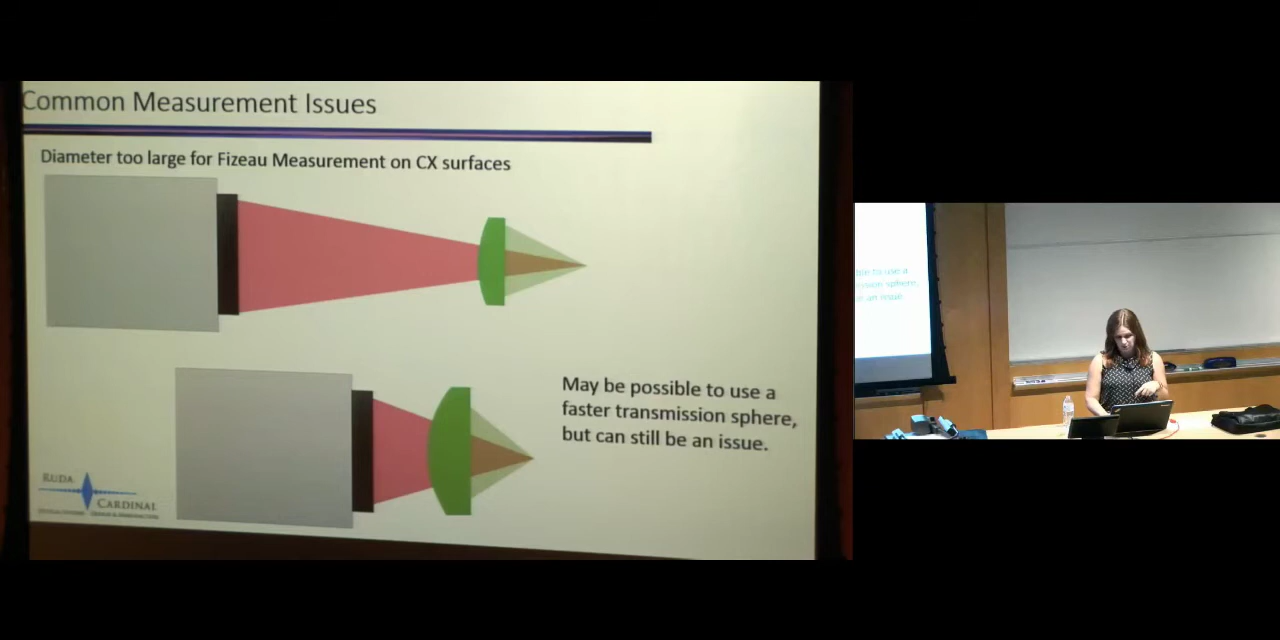 Common Measurement Issues
Diameter too large for Fizeau Measurement on CX surfaces
May be possible to use a
faster transmission sphere,
but can still be an issue.
RUDA
CARDINAL